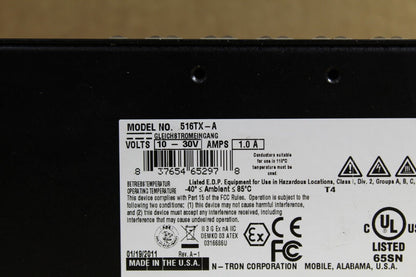 MODEL NO. 516TX-A
GLEICHSTROMEINGANG
VOLTS 10 - 30V AMPS 1.0 A
8 37654 65297 8
Conductors suitable
for use in 110°C
temperature must be
used.
BETRIEBSTEMPERATUR
OPERATING TEMPERATURE
-40° ≤ Ambient ≤ 85°C
Listed E.D.P. Equipment for Use in Hazardous Locations, Class I, Div. 2, Groups A, B, C,
T4
This device complies with Part 15 of the FCC Rules. Operation is subject to the
following two conditions; (1) this device may not cause harmful interference,
and (2) this device must accept any interference received, including
interference that may cause undesired operation.
01/19/2011
Rev. A-1
II 3 G Ex nA IIC
DEMKO 03 ATEX
0316686U
Ex
CE
C UL US
LISTED
65SN
MADE IN THE U.S.A.
N-TRON CORPORATION - MOBILE, ALABAMA, U.S.A.